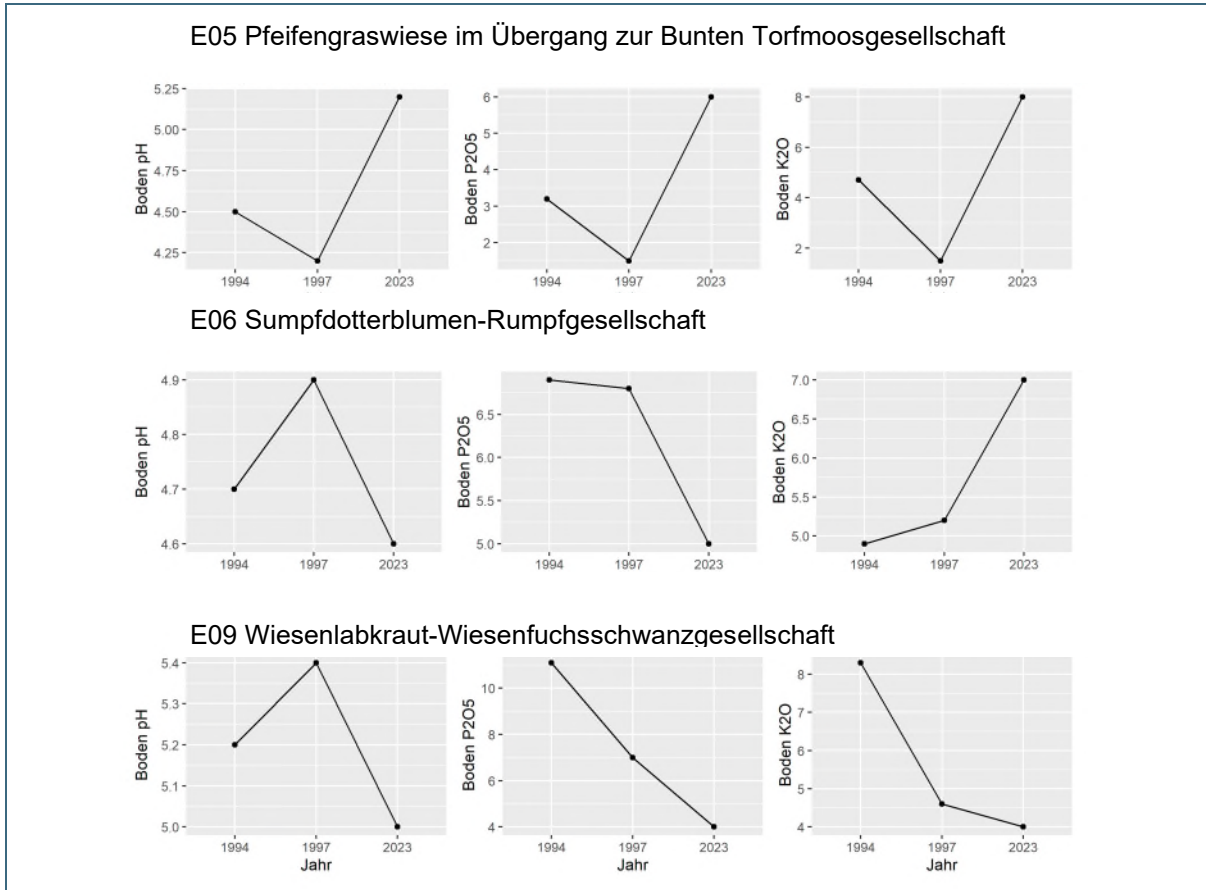 E05 Pfeifengraswiese im Übergang zur Bunten Torfmoosgesellschaft
Boden pH
5.25
5.00
4.75
4.50
4.25
1994 1997 2023
Boden P2O5
6
5
4
3
2
1994 1997 2023
Boden K2O
8
6
4
2
1994 1997 2023
E06 Sumpfdotterblumen-Rumpfgesellschaft
Boden pH
4.9
4.8
4.7
4.6
1994 1997 2023
Boden P2O5
6.5
6.0
5.5
5.0
1994 1997 2023
Boden K2O
7.0
6.5
6.0
5.5
5.0
1994 1997 2023
E09 Wiesenlabkraut-Wiesenfuchsschwanzgesellschaft
Boden pH
5.4
5.3
5.2
5.1
5.0
1994 1997 2023
Jahr
Boden P2O5
10
8
6
4
1994 1997 2023
Jahr
Boden K2O
8
7
6
5
4
1994 1997 2023
Jahr